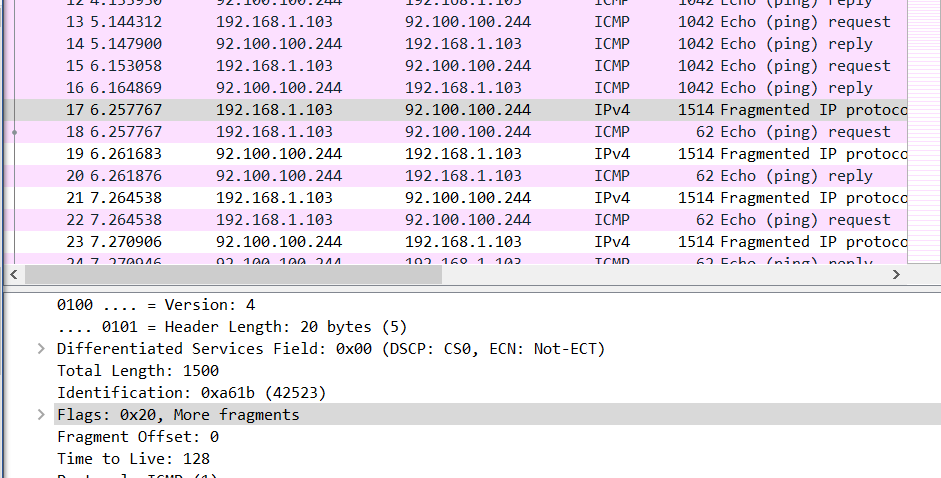 12 4.135930 92.100.100.244 192.168.1.103 ICMP 1042 Echo (ping) reply
13 5.144312 192.168.1.103 92.100.100.244 ICMP 1042 Echo (ping) request
14 5.147900 92.100.100.244 192.168.1.103 ICMP 1042 Echo (ping) reply
15 6.153058 192.168.1.103 92.100.100.244 ICMP 1042 Echo (ping) request
16 6.164869 92.100.100.244 192.168.1.103 ICMP 1042 Echo (ping) reply
17 6.257767 192.168.1.103 92.100.100.244 IPv4 1514 Fragmented IP protoco
18 6.257767 192.168.1.103 92.100.100.244 ICMP 62 Echo (ping) request
19 6.261683 92.100.100.244 192.168.1.103 IPv4 1514 Fragmented IP protoco
20 6.261876 92.100.100.244 192.168.1.103 ICMP 62 Echo (ping) reply
21 7.264538 192.168.1.103 92.100.100.244 IPv4 1514 Fragmented IP protoco
22 7.264538 192.168.1.103 92.100.100.244 ICMP 62 Echo (ping) request
23 7.270906 92.100.100.244 192.168.1.103 IPv4 1514 Fragmented IP protoco
24 7.270946 92.100.100.244 192.168.1.103 ICMP 62 Echo (ping) reply
0100 .... = Version: 4
.... 0101 = Header Length: 20 bytes (5)
Differentiated Services Field: 0x00 (DSCP: CS0, ECN: Not-ECT)
Total Length: 1500
Identification: 0xa61b (42523)
Flags: 0x20, More fragments
Fragment Offset: 0
Time to Live: 128
Protocol: ICMP (1)